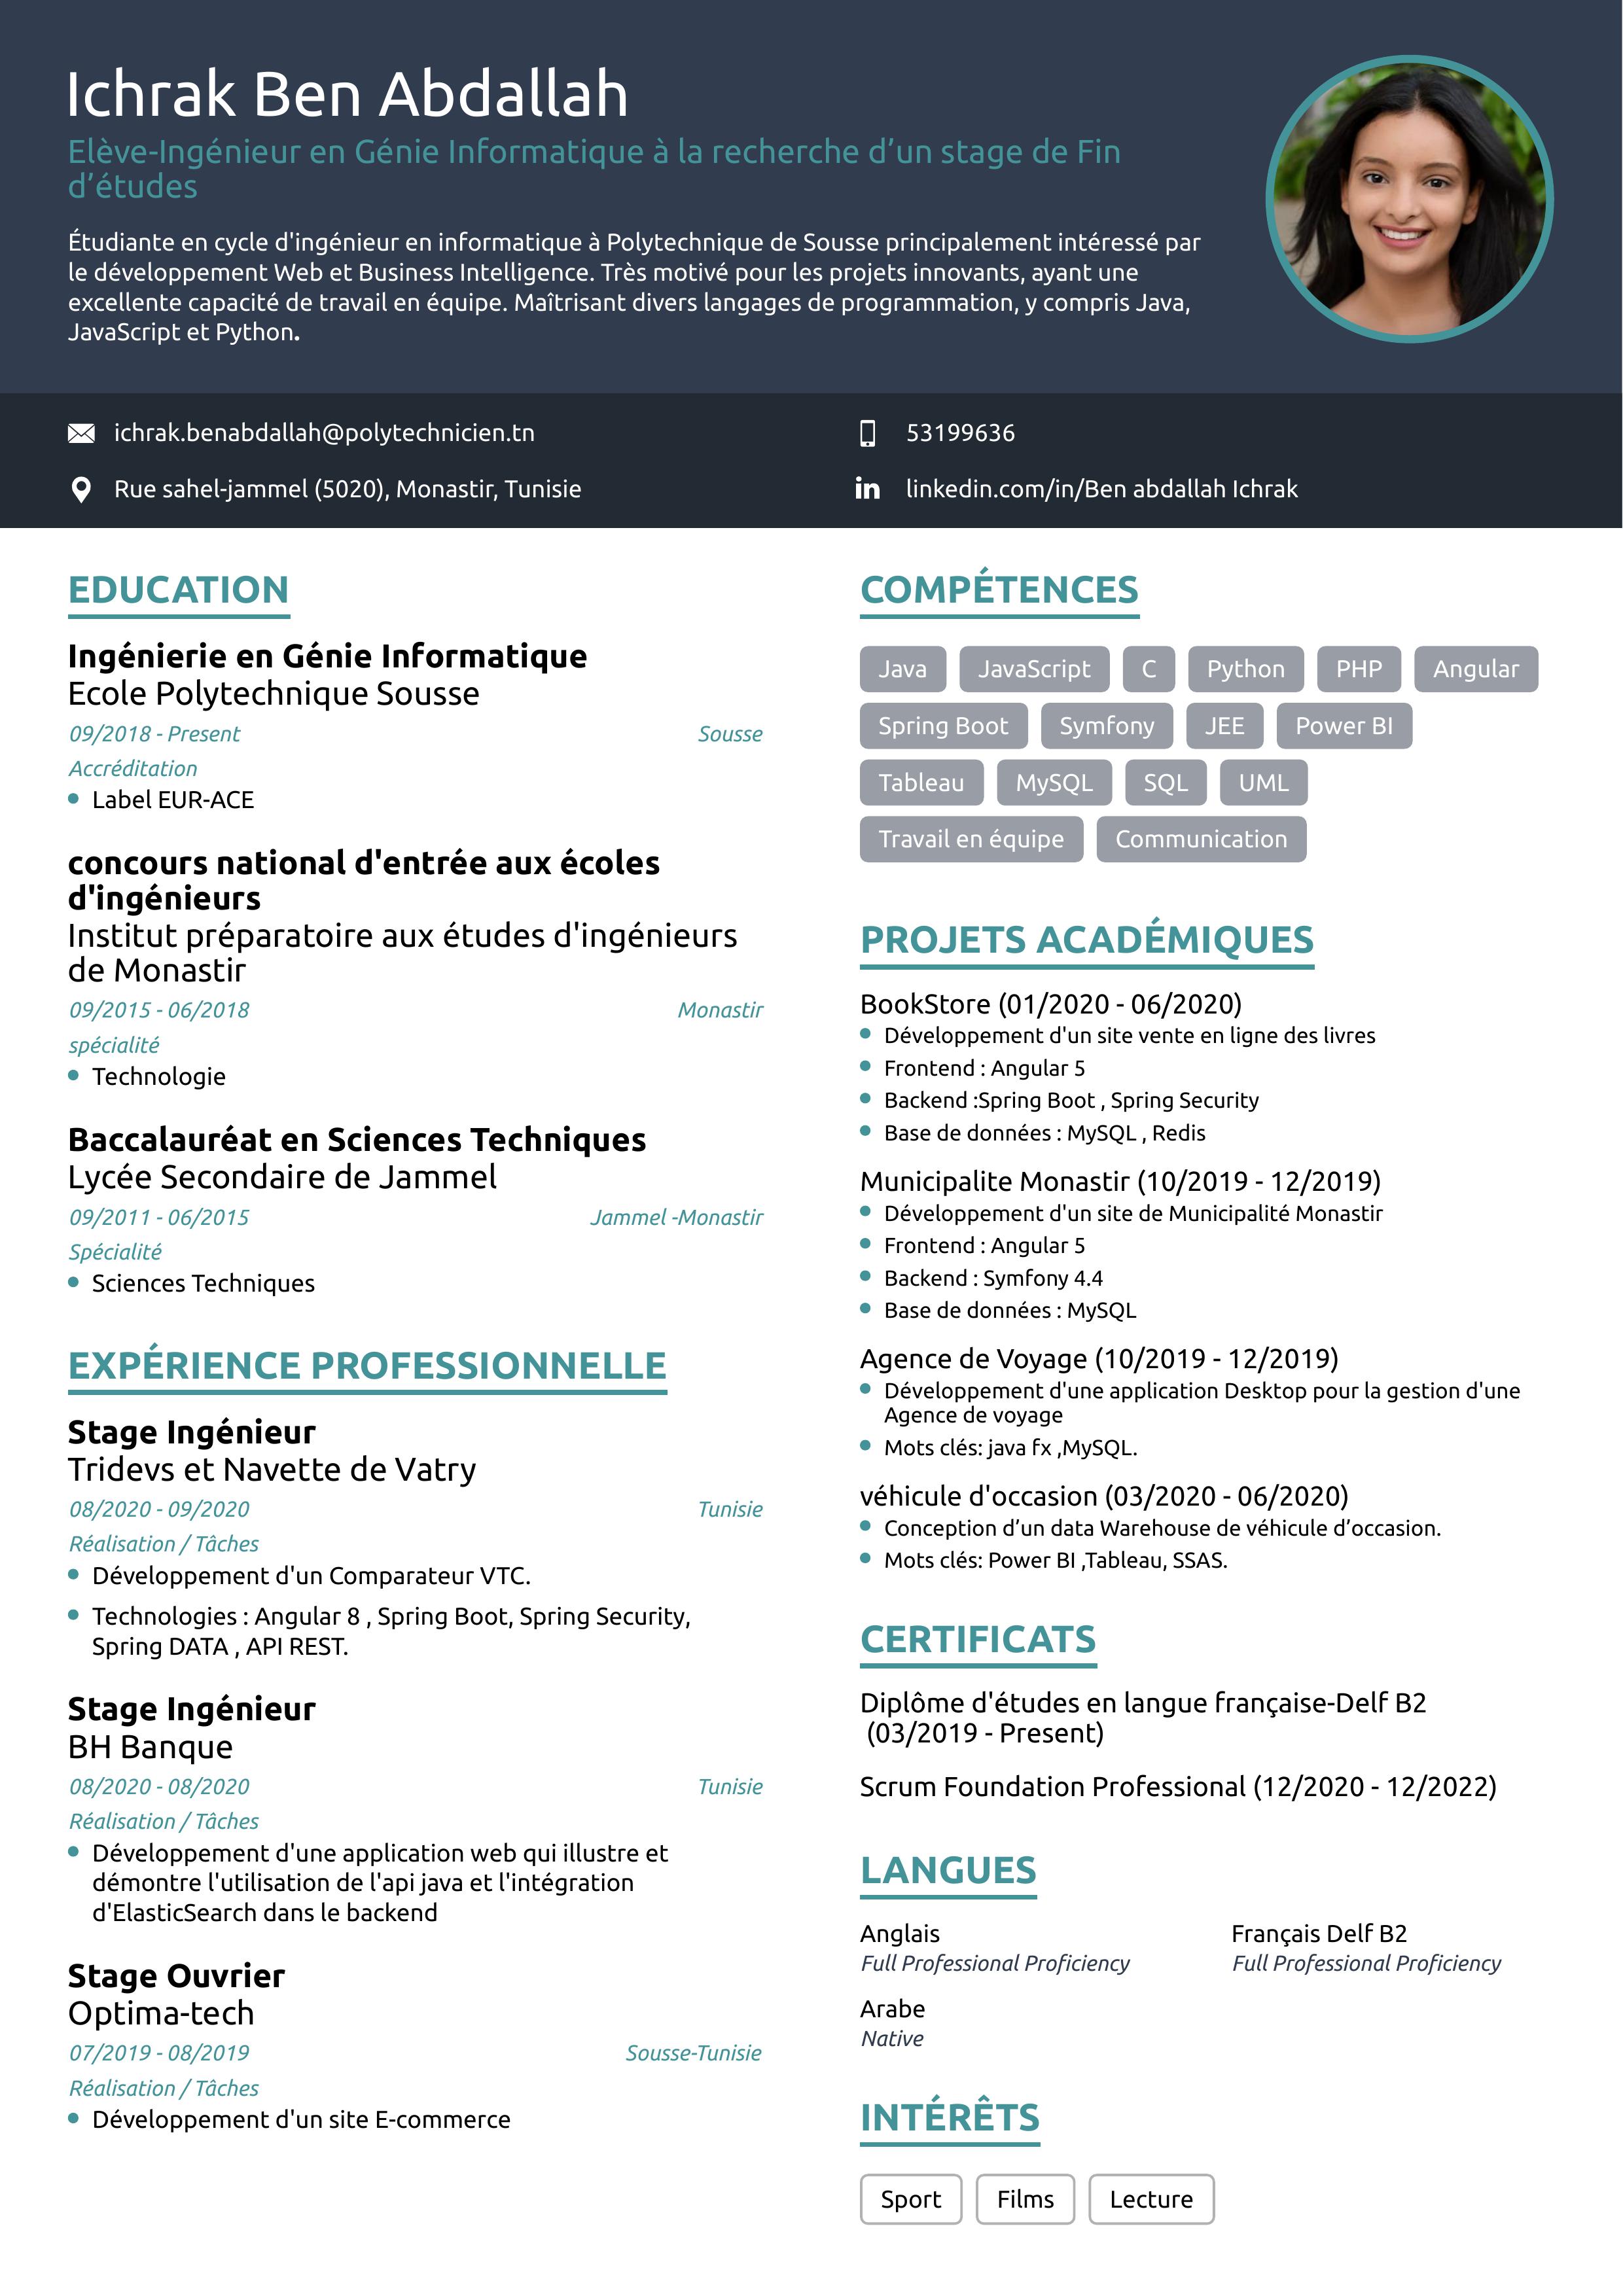 Ichrak Ben Abdallah
Elève-Ingénieur en Génie Informatique à la recherche d’un stage de Fin
d’études
Étudiante en cycle d'ingénieur en informatique à Polytechnique de Sousse principalement intéressé par
le développement Web et Business Intelligence. Très motivé pour les projets innovants, ayant une
excellente capacité de travail en équipe. Maîtrisant divers langages de programmation, y compris Java,
JavaScript et Python.
ichrak.benabdallah@polytechnicien.tn
53199636
Rue sahel-jammel (5020), Monastir, Tunisie
linkedin.com/in/Ben abdallah Ichrak
EDUCATION
Ingénierie en Génie Informatique
Ecole Polytechnique Sousse
09/2018 - Present Sousse
Accréditation
Label EUR-ACE
concours national d'entrée aux écoles
d'ingénieurs
Institut préparatoire aux études d'ingénieurs
de Monastir
09/2015 - 06/2018 Monastir
spécialité
Technologie
Baccalauréat en Sciences Techniques
Lycée Secondaire de Jammel
09/2011 - 06/2015 Jammel -Monastir
Spécialité
Sciences Techniques
EXPÉRIENCE PROFESSIONNELLE
Stage Ingénieur
Tridevs et Navette de Vatry
08/2020 - 09/2020 Tunisie
Réalisation / Tâches
Développement d'un Comparateur VTC.
Technologies : Angular 8 , Spring Boot, Spring Security,
Spring DATA , API REST.
Stage Ingénieur
BH Banque
08/2020 - 08/2020 Tunisie
Réalisation / Tâches
Développement d'une application web qui illustre et
démontre l'utilisation de l'api java et l'intégration
d'ElasticSearch dans le backend
Stage Ouvrier
Optima-tech
07/2019 - 08/2019 Sousse-Tunisie
Réalisation / Tâches
Développement d'un site E-commerce
COMPÉTENCES
Java JavaScript C Python PHP Angular
Spring Boot Symfony JEE Power BI
Tableau MySQL SQL UML
Travail en équipe Communication
PROJETS ACADÉMIQUES
BookStore (01/2020 - 06/2020)
Développement d'un site vente en ligne des livres
Frontend : Angular 5
Backend :Spring Boot , Spring Security
Base de données : MySQL , Redis
Municipalite Monastir (10/2019 - 12/2019)
Développement d'un site de Municipalité Monastir
Frontend : Angular 5
Backend : Symfony 4.4
Base de données : MySQL
Agence de Voyage (10/2019 - 12/2019)
Développement d'une application Desktop pour la gestion d'une
Agence de voyage
Mots clés: java fx ,MySQL.
véhicule d'occasion (03/2020 - 06/2020)
Conception d’un data Warehouse de véhicule d’occasion.
Mots clés: Power BI ,Tableau, SSAS.
CERTIFICATS
Diplôme d'études en langue française-Delf B2
(03/2019 - Present)
Scrum Foundation Professional (12/2020 - 12/2022)
LANGUES
Anglais Français Delf B2
Full Professional Proficiency Full Professional Proficiency
Arabe
Native
INTÉRÊTS
Sport Films Lecture